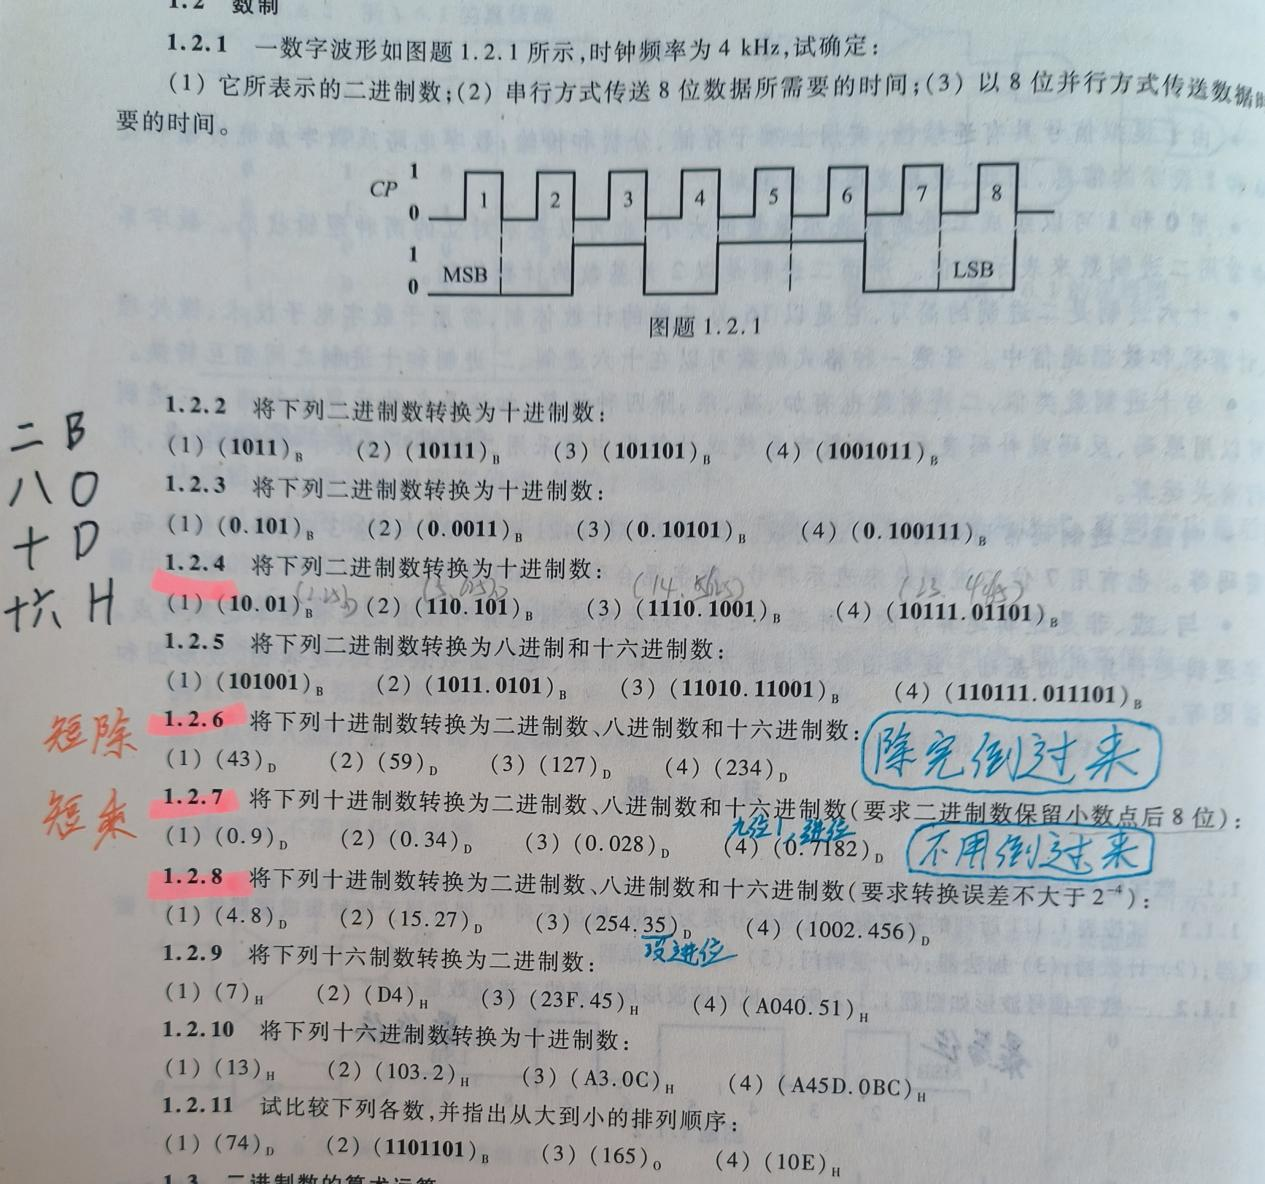 1.2 数制
1.2.1 一数字波形如图题1.2.1所示,时钟频率为4 kHz,试确定:
(1) 它所表示的二进制数;(2) 串行方式传送8位数据所需要的时间;(3) 以8位并行方式传送数据时
要的时间。
CP 1 0 1 2 3 4 5 6 7 8
1 0 MSB LSB
图题1.2.1
1.2.2 将下列二进制数转换为十进制数:
二 B
(1) (1011)B (2) (10111)B (3) (101101)B (4) (1001011)B
八 O
1.2.3 将下列二进制数转换为十进制数:
(1) (0.101)B (2) (0.0011)B (3) (0.10101)B (4) (0.100111)B
十 D
1.2.4 将下列二进制数转换为十进制数:
十六 H
(1) (10.01)B (2) (110.101)B (3) (1110.1001)B (4) (10111.01101)B
1.2.5 将下列二进制数转换为八进制和十六进制数:
(1) (101001)B (2) (1011.0101)B (3) (11010.11001)B (4) (110111.011101)B
短除
1.2.6 将下列十进制数转换为二进制数、八进制数和十六进制数:
除完倒过来
(1) (43)D (2) (59)D (3) (127)D (4) (234)D
短乘
1.2.7 将下列十进制数转换为二进制数、八进制数和十六进制数(要求二进制数保留小数点后8位):
九位1,进位
(1) (0.9)D (2) (0.34)D (3) (0.028)D (4) (0.7182)D
不用倒过来
1.2.8 将下列十进制数转换为二进制数、八进制数和十六进制数(要求转换误差不大于2⁻⁴):
(1) (4.8)D (2) (15.27)D (3) (254.35)D (4) (1002.456)D
没进位
1.2.9 将下列十六制数转换为二进制数:
(1) (7)H (2) (D4)H (3) (23F.45)H (4) (A040.51)H
1.2.10 将下列十六进制数转换为十进制数:
(1) (13)H (2) (103.2)H (3) (A3.0C)H (4) (A45D.0BC)H
1.2.11 试比较下列各数,并指出从大到小的排列顺序:
(1) (74)D (2) (1101101)B (3) (165)O (4) (10E)H
1.3 二进制数的算术运算